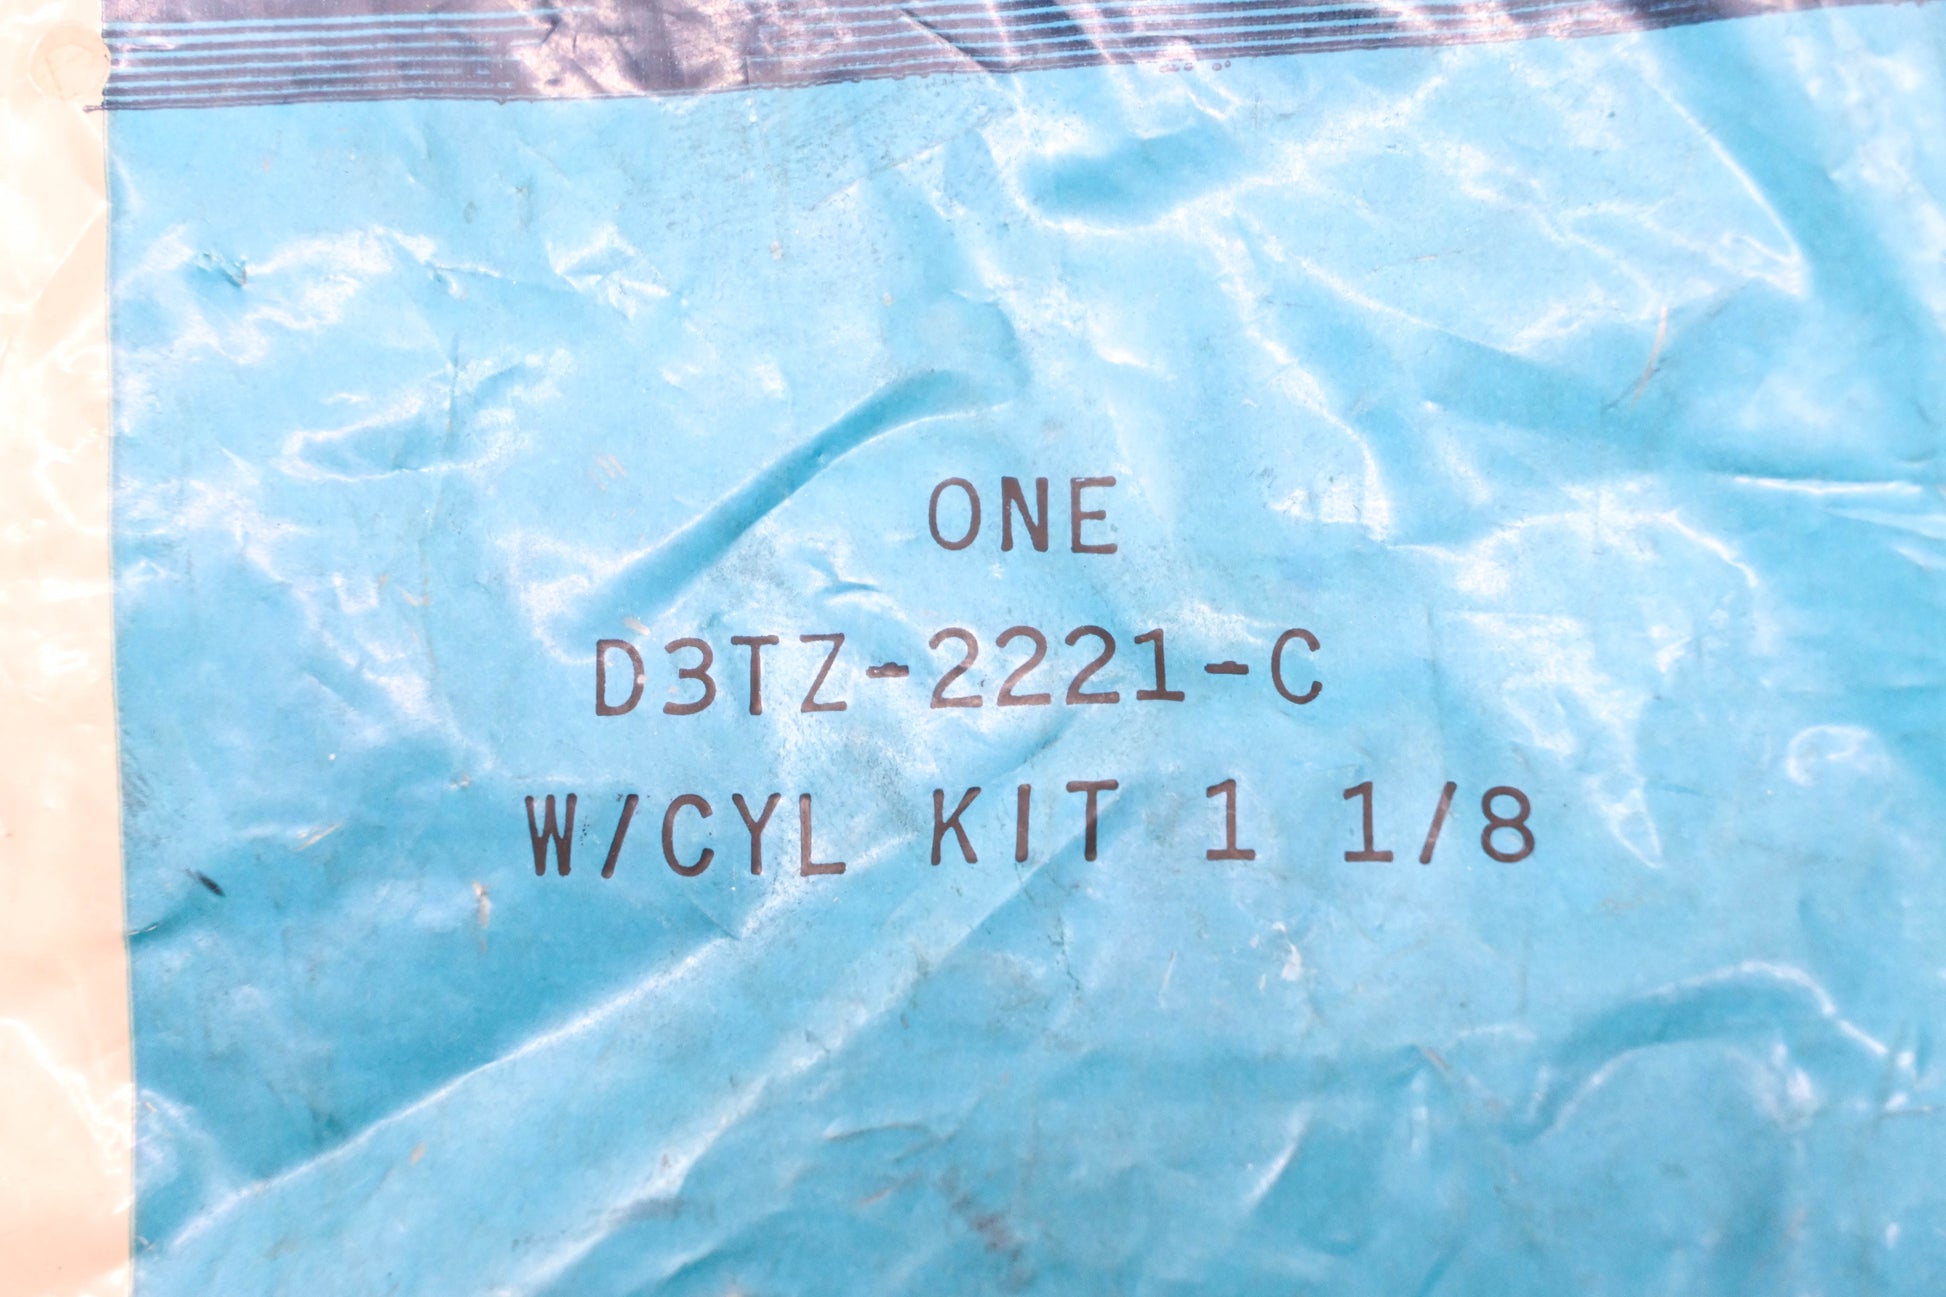 ONE
D3TZ-2221-C
W/CYL KIT 1 1/8